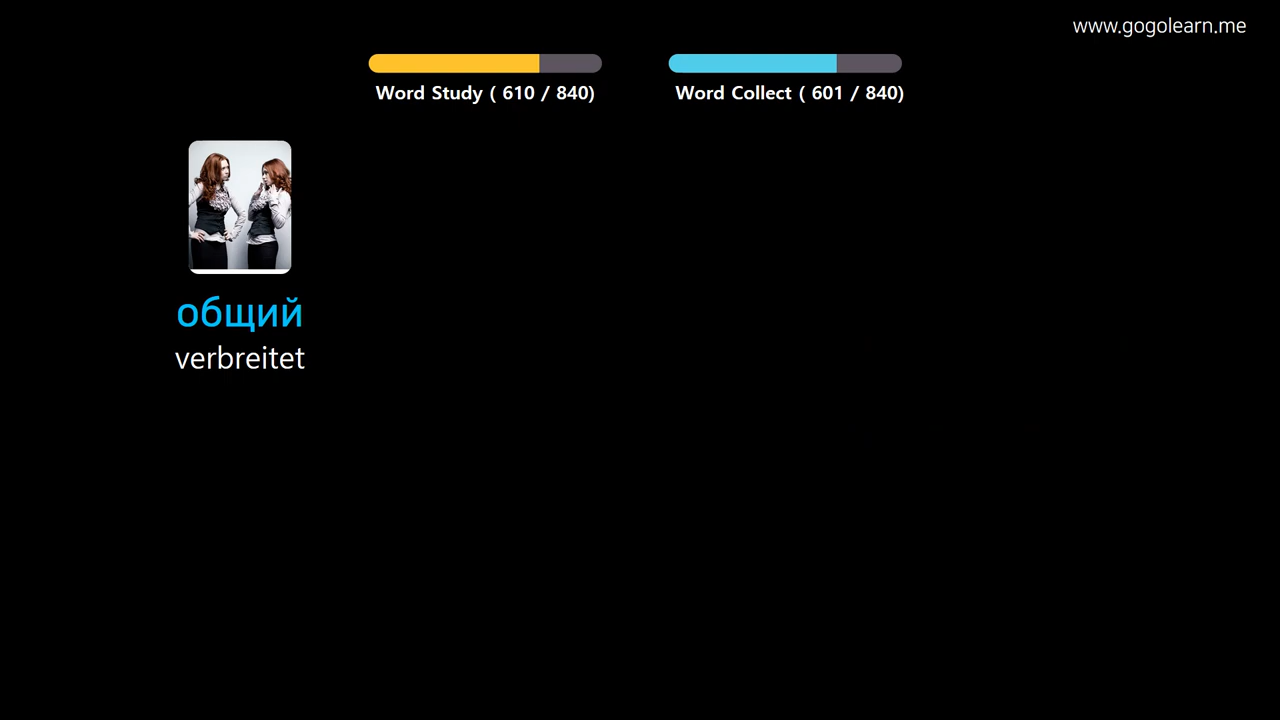 www.gogolearn.me
Word Study ( 610 / 840)
Word Collect ( 601 / 840)
общий
verbreitet